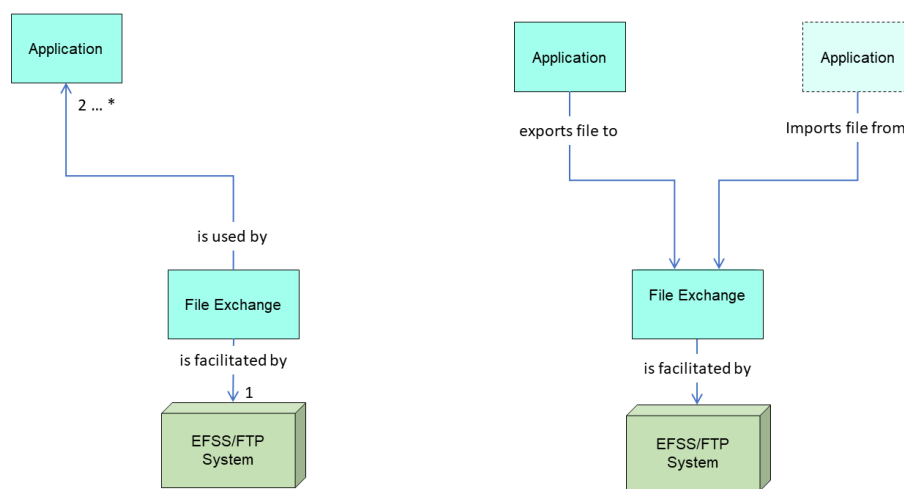 Application
2 ... *
is used by
File Exchange
is facilitated by
1
EFSS/FTP
System
Application
Application
exports file to
Imports file from
File Exchange
is facilitated by
EFSS/FTP
System